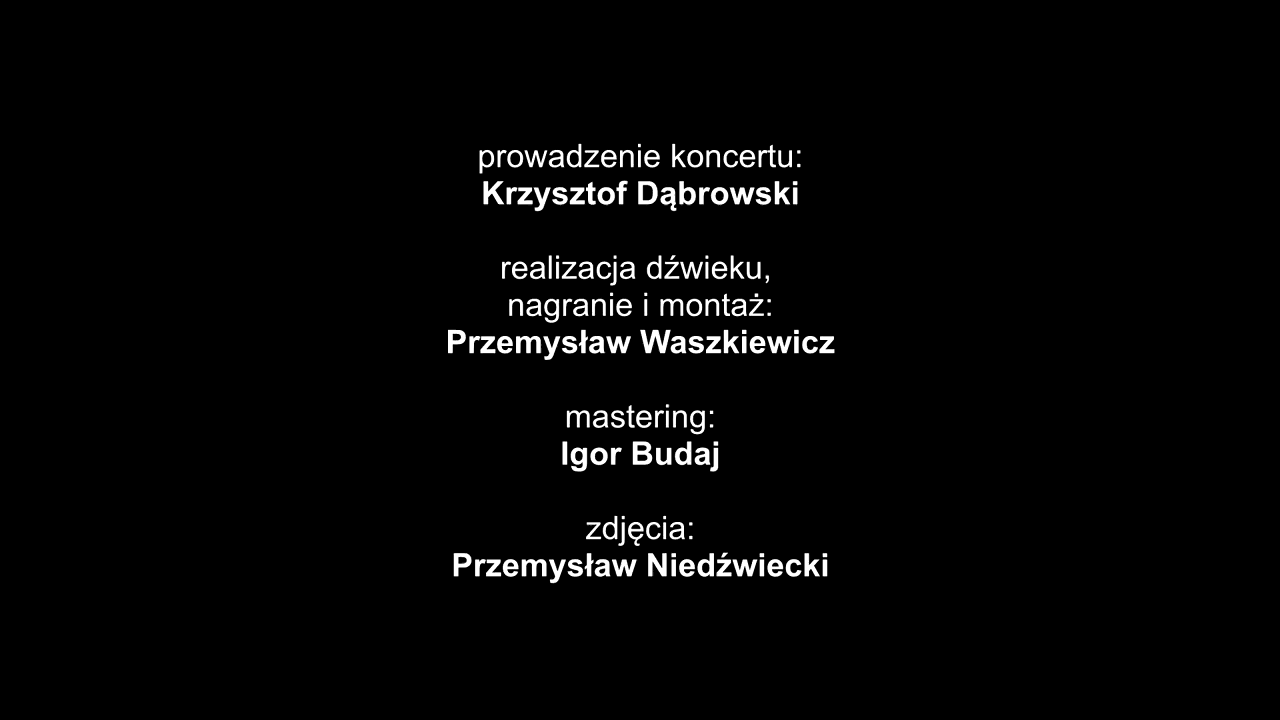 prowadzenie koncertu:
Krzysztof Dąbrowski
realizacja dźwieku,
nagranie i montaż:
Przemysław Waszkiewicz
mastering:
Igor Budaj
zdjęcia:
Przemysław Niedźwiecki